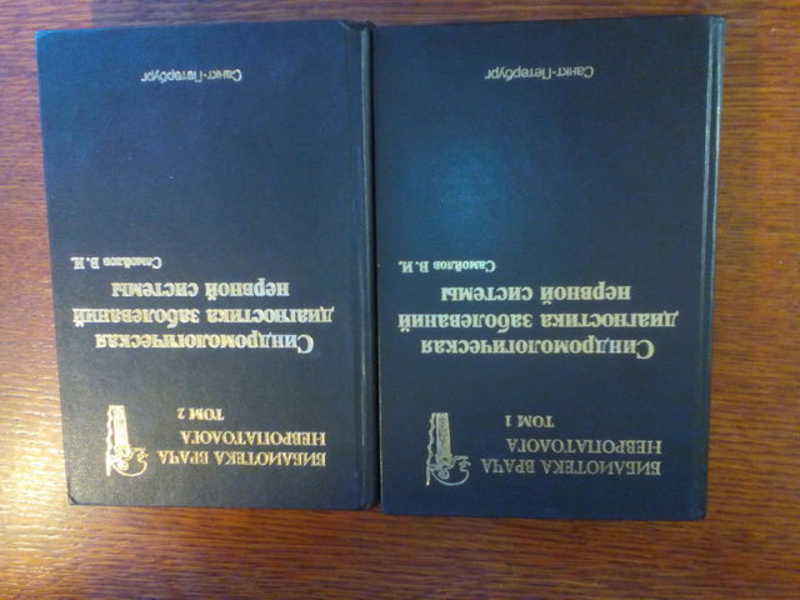 БИБЛИОТЕКА ВРАЧА
НЕВРОПАТОЛОГА
ТОМ 1
Синдромологическая
диагностика заболеваний
нервной системы
Самойлов В. И.
Санкт-Петербург
БИБЛИОТЕКА ВРАЧА
НЕВРОПАТОЛОГА
ТОМ 2
Синдромологическая
диагностика заболеваний
нервной системы
Самойлов В. И.
Санкт-Петербург